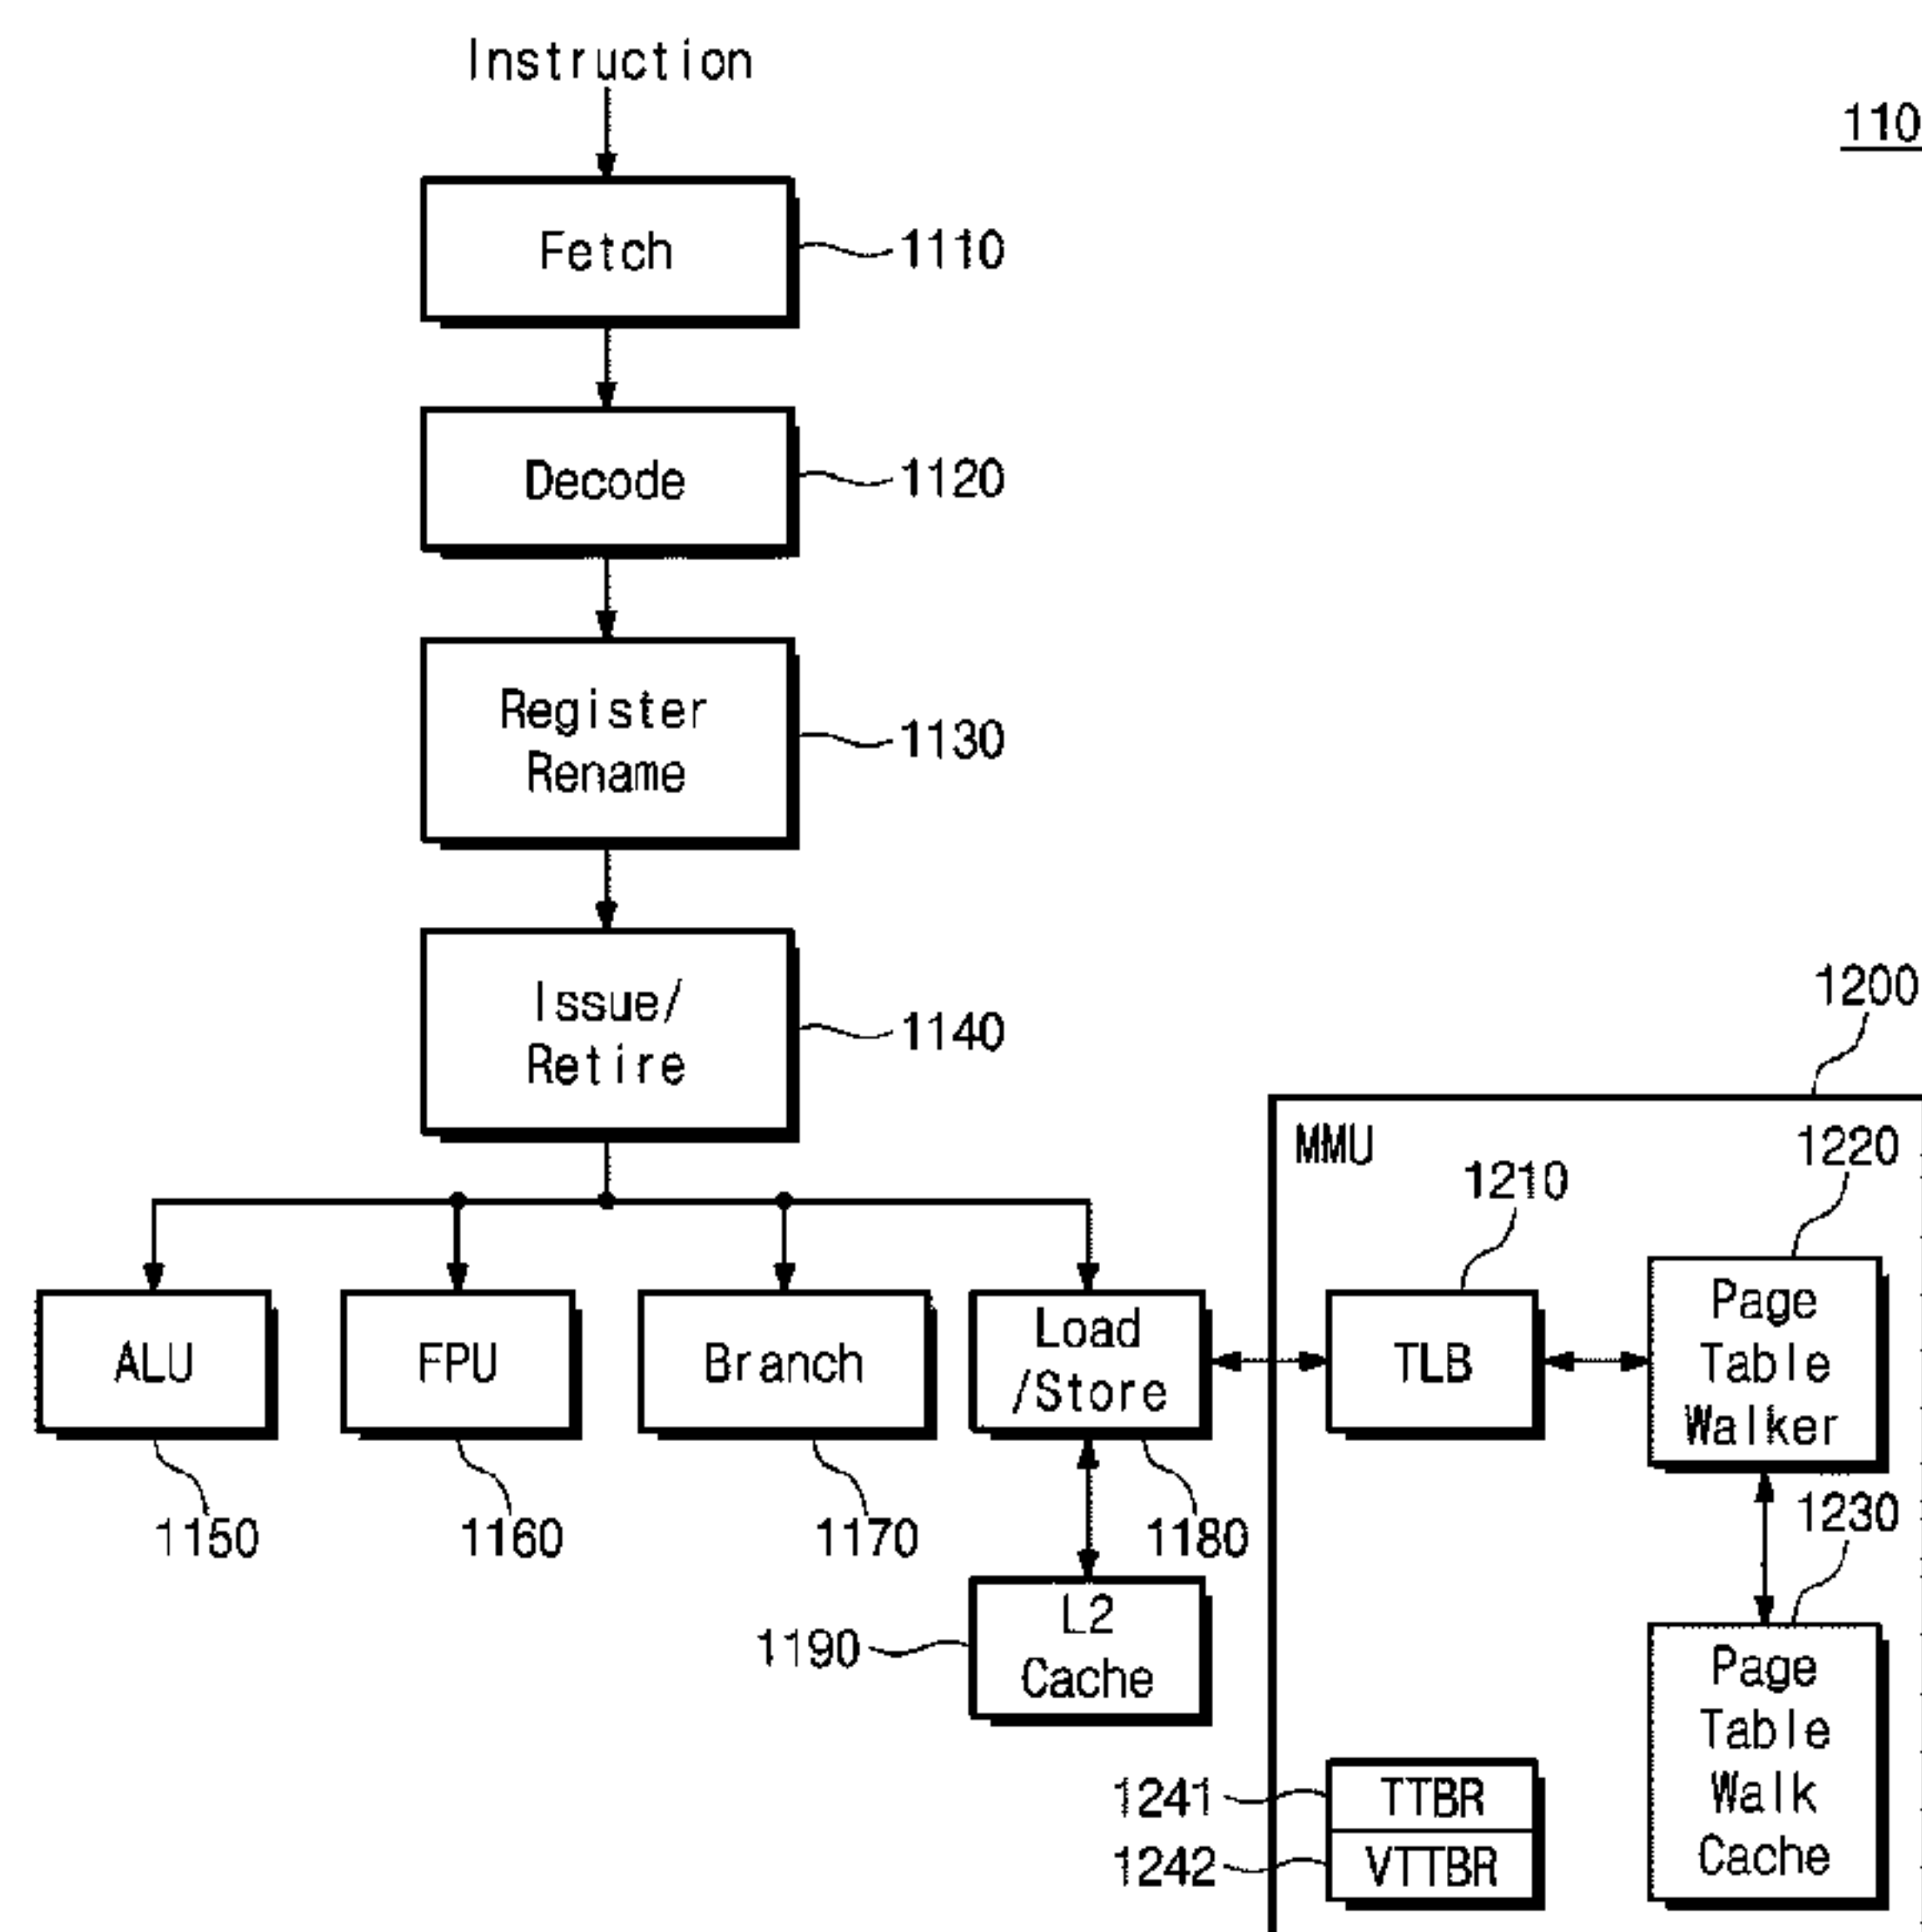 Instruction
110
Fetch
1110
Decode
1120
Register
Rename
1130
Issue/
Retire
1140
1200
MMU
1220
1210
ALU
FPU
Branch
Load
/Store
TLB
Page
Table
Walker
1150
1160
1170
1180
1230
1190
L2
Cache
Page
Table
Walk
Cache
1241
TTBR
1242
VTTBR